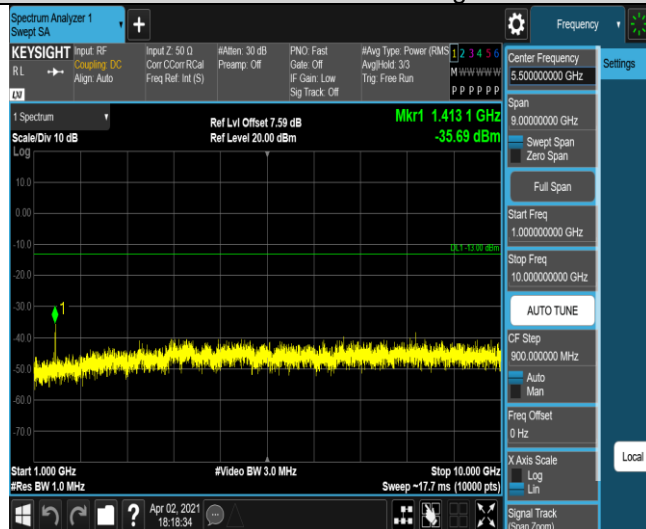 Spectrum Analyzer 1
Swept SA
Frequency
KEYSIGHT
RL
LXI
Input: RF
Coupling: DC
Align: Auto
Input Z: 50 Ω
Corr CCorr RCal
Freq Ref: Int (S)
#Atten: 30 dB
Preamp: Off
PNO: Fast
Gate: Off
IF Gain: Low
Sig Track: Off
#Avg Type: Power (RMS
Avg|Hold: 3/3
Trig: Free Run
1 2 3 4 5 6
M W W W W W
P P P P P P
1 Spectrum
Scale/Div 10 dB
Log
Ref Lvl Offset 7.59 dB
Ref Level 20.00 dBm
Mkr1 1.413 1 GHz
-35.69 dBm
10.0
0.00
-10.0
DL1 -13.00 dBm
-20.0
-30.0
1
-40.0
-50.0
-60.0
-70.0
Start 1.000 GHz
#Res BW 1.0 MHz
#Video BW 3.0 MHz
Stop 10.000 GHz
Sweep ~17.7 ms (10000 pts)
Apr 02, 2021
18:18:34
Center Frequency
5.500000000 GHz
Span
9.00000000 GHz
Swept Span
Zero Span
Full Span
Start Freq
1.000000000 GHz
Stop Freq
10.000000000 GHz
AUTO TUNE
CF Step
900.000000 MHz
Auto
Man
Freq Offset
0 Hz
X Axis Scale
Log
Lin
Signal Track
(Span Zoom)
Settings
Local